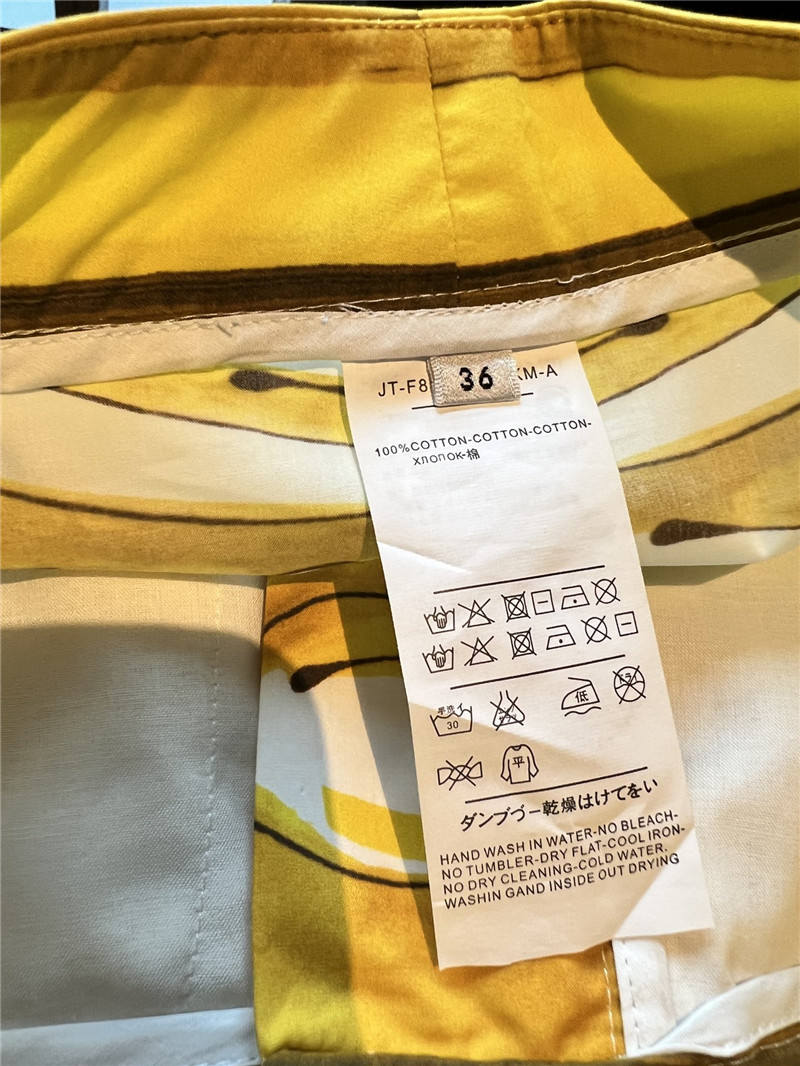 JT-F8 KM-A
36
100%COTTON-COTTON-COTTON-
ХЛОПОК-棉
手洗イ
30
低
平
ダンブづー乾燥はけてをい
HAND WASH IN WATER-NO BLEACH-
NO TUMBLER-DRY FLAT-COOL IRON-
NO DRY CLEANING-COLD WATER.
WASHIN GAND INSIDE OUT DRYING